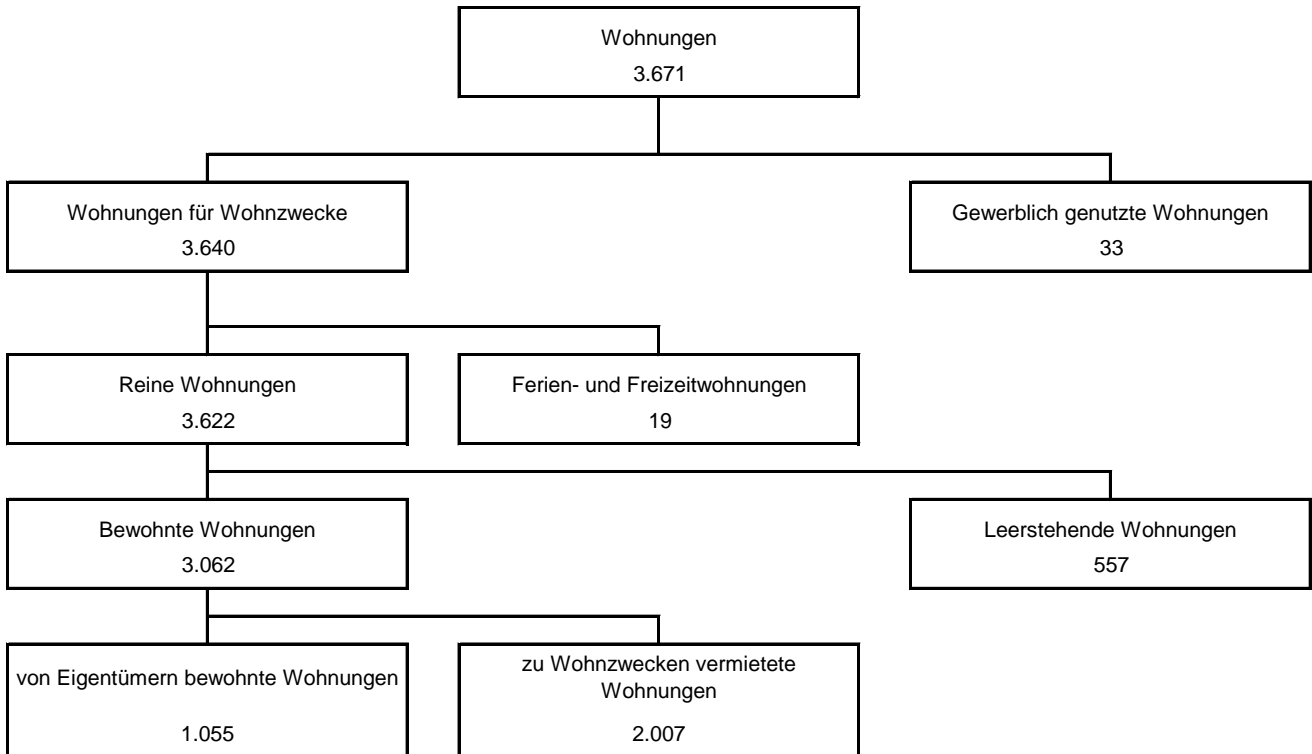 Wohnungen
3.671
Wohnungen für Wohnzwecke
3.640
Gewerblich genutzte Wohnungen
33
Reine Wohnungen
3.622
Ferien- und Freizeitwohnungen
19
Bewohnte Wohnungen
3.062
Leerstehende Wohnungen
557
von Eigentümern bewohnte Wohnungen
1.055
zu Wohnzwecken vermietete
Wohnungen
2.007